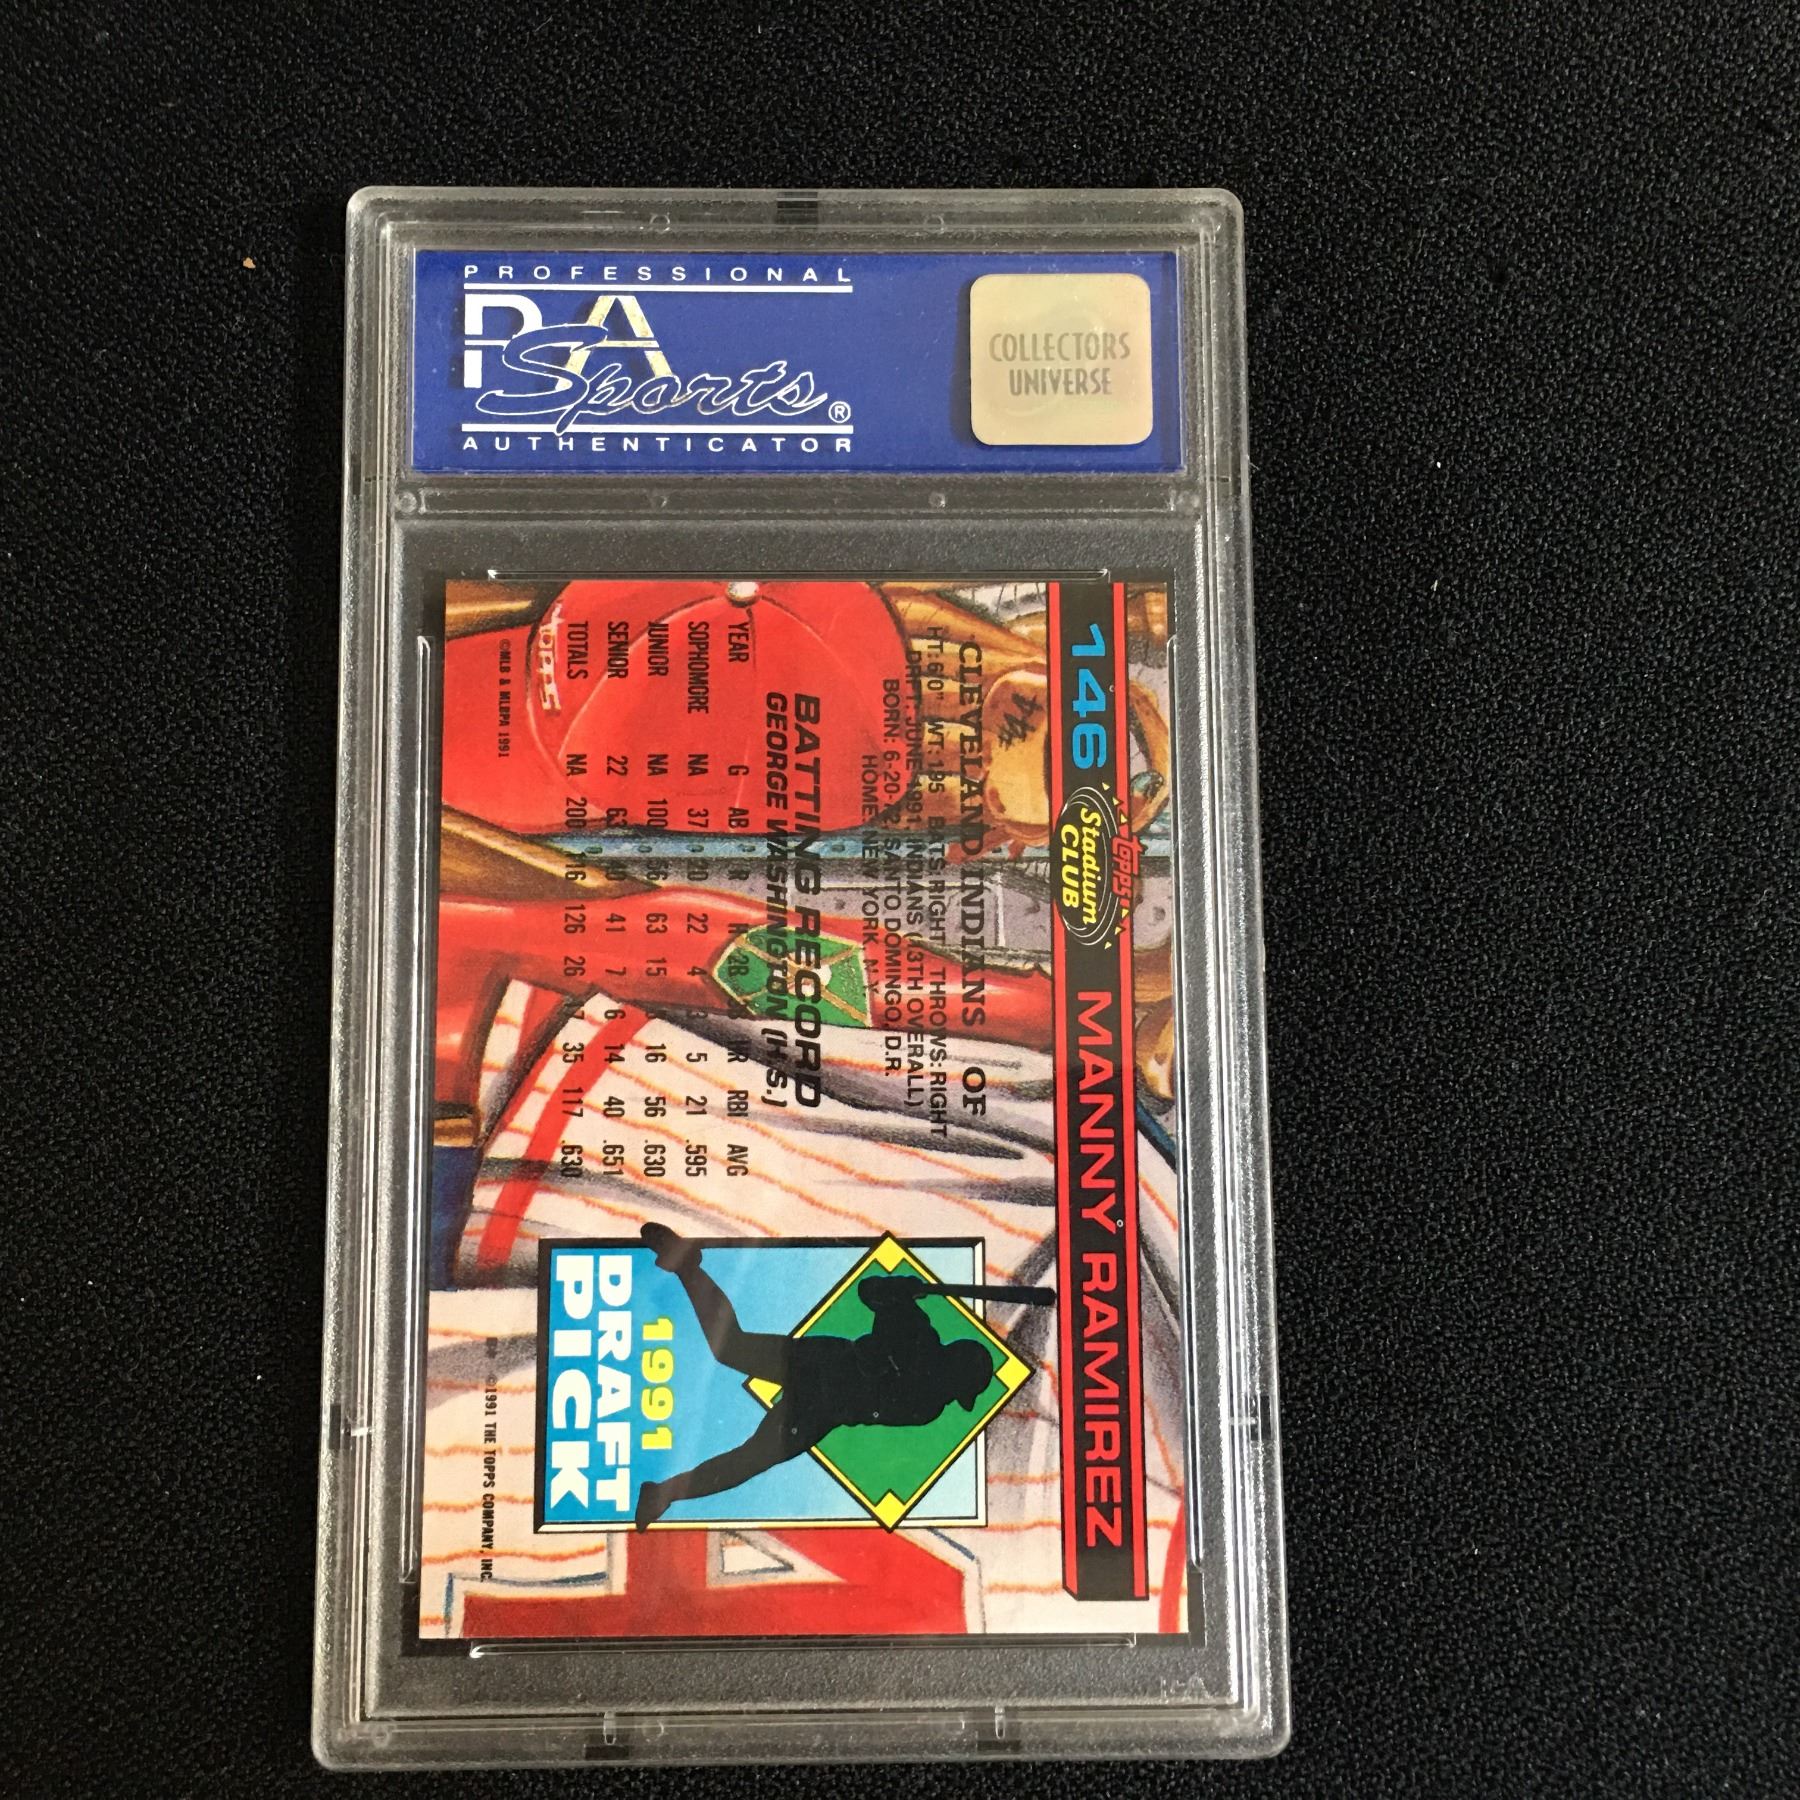 PROFESSIONAL
PSA
Sports®
AUTHENTICATOR
COLLECTORS
UNIVERSE
146
TOPPS
Stadium
CLUB
MANNY RAMIREZ
CLEVELAND INDIANS OF
HT: 6'0" WT: 195 BATS: RIGHT THROWS: RIGHT
DRFT: JUNE 1991, INDIANS (13TH OVERALL)
BORN: 6-20-72, SANTO DOMINGO, D.R.
HOME: NEW YORK, N.Y.
BATTING RECORD
GEORGE WASHINGTON (H.S.)
YEAR G AB R H 2B HR RBI AVG
SOPHOMORE NA 37 20 22 4 5 21 .595
JUNIOR NA 100 56 63 15 16 56 .630
SENIOR 22 63 40 41 7 6 14 40 .651
TOTALS NA 200 116 126 26 35 117 .630
©MLB & MLBPA 1991
©1991 THE TOPPS COMPANY, INC.
1991
DRAFT
PICK
TOPPS